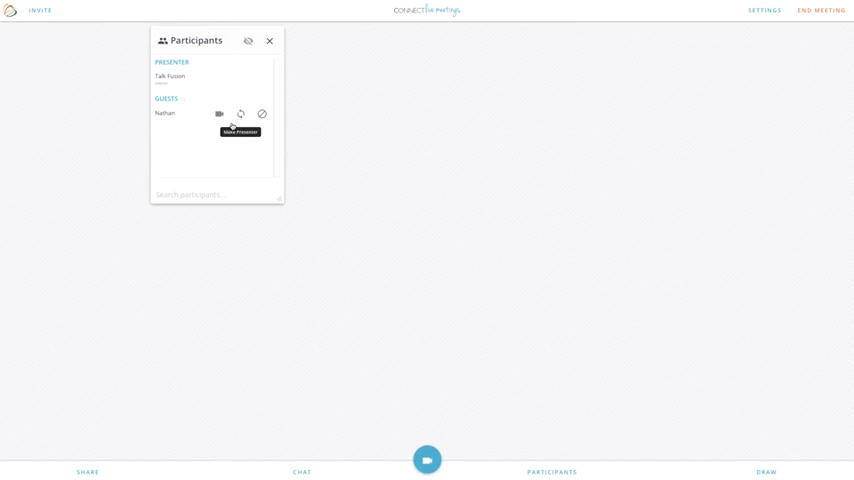 INVITE
CONNECT live meetings
SETTINGS
END MEETING
Participants
PRESENTER
Talk Fusion
GUESTS
Nathan
Make Presenter
Search participants...
SHARE
CHAT
PARTICIPANTS
DRAW